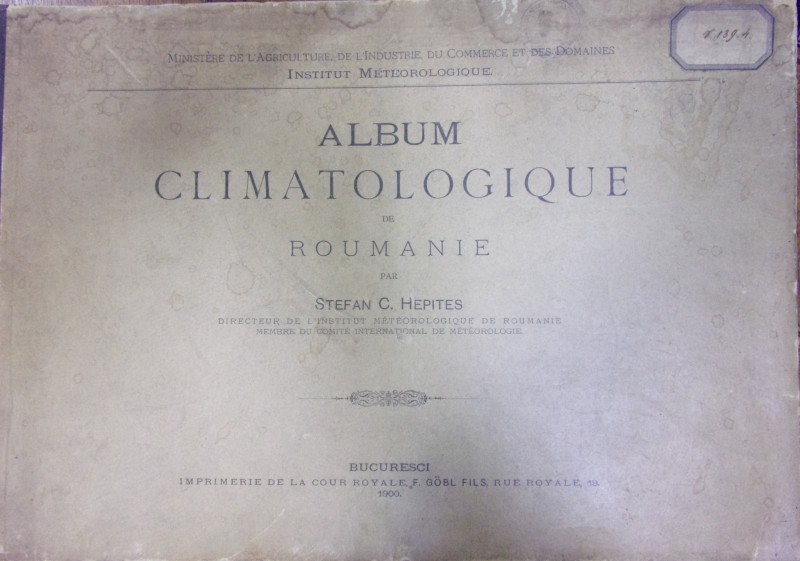 V.139.4.
MINISTÈRE DE L'AGRICULTURE, DE L'INDUSTRIE, DU COMMERCE ET DES DOMAINES
INSTITUT MÉTÉOROLOGIQUE.
ALBUM
CLIMATOLOGIQUE
DE
ROUMANIE
PAR
STEFAN C. HEPITES
DIRECTEUR DE L'INSTITUT MÉTÉOROLOGIQUE DE ROUMANIE
MEMBRE DU COMITÉ INTERNATIONAL DE MÉTÉOROLOGIE.
BUCURESCI
IMPRIMERIE DE LA COUR ROYALE, F. GÖBL FILS, RUE ROYALE, 19.
1900.